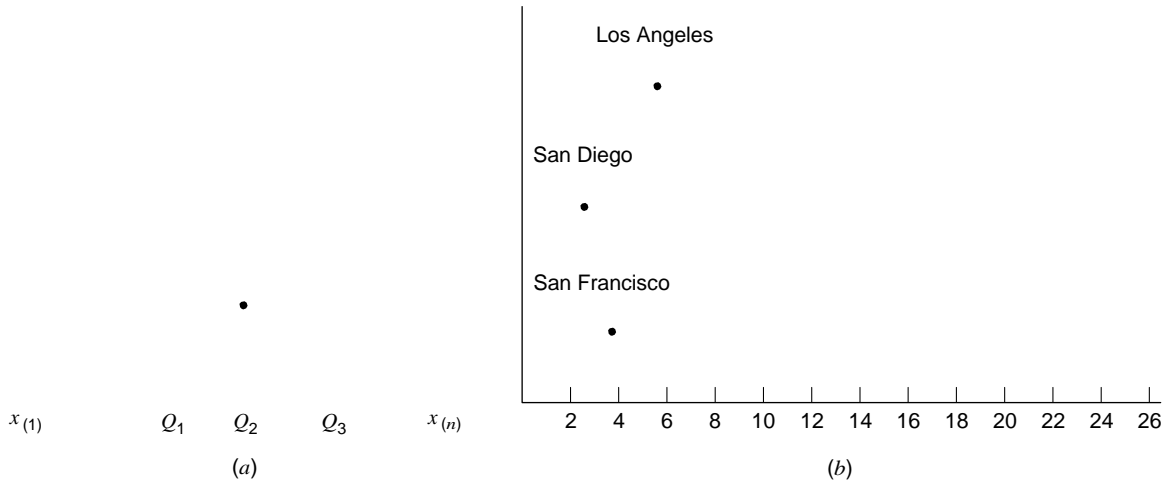 Los Angeles
San Diego
San Francisco
x (1) Q1 Q2 Q3 x (n)
(a)
2 4 6 8 10 12 14 16 18 20 22 24 26
(b)